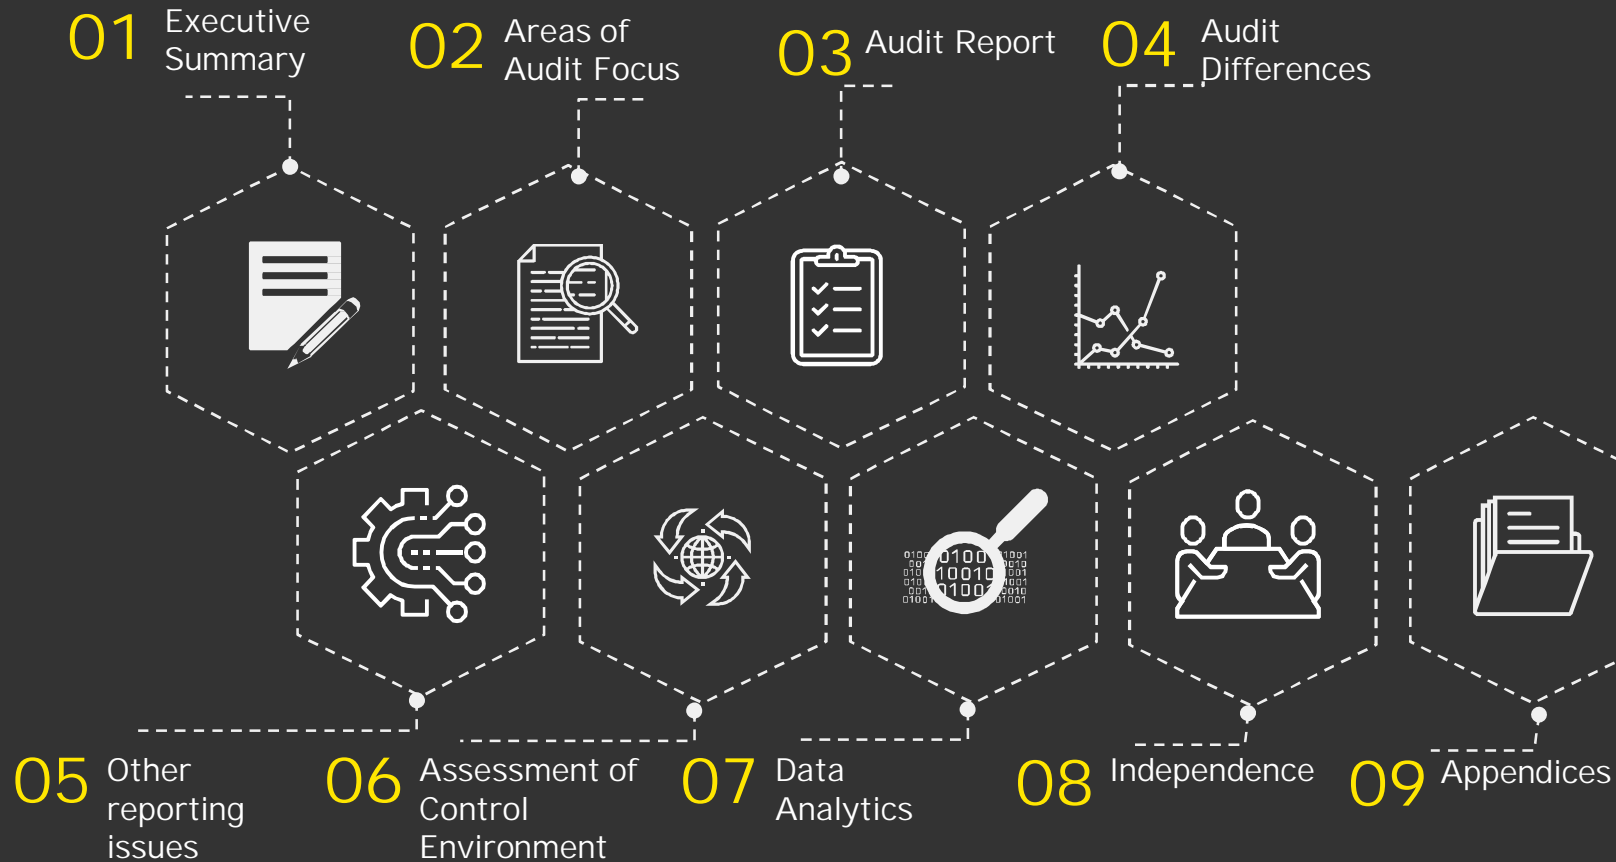 01 Executive
Summary
02 Areas of
Audit Focus
03 Audit Report
04 Audit
Differences
05 Other
reporting
issues
06 Assessment of
Control
Environment
07 Data
Analytics
08 Independence
09 Appendices